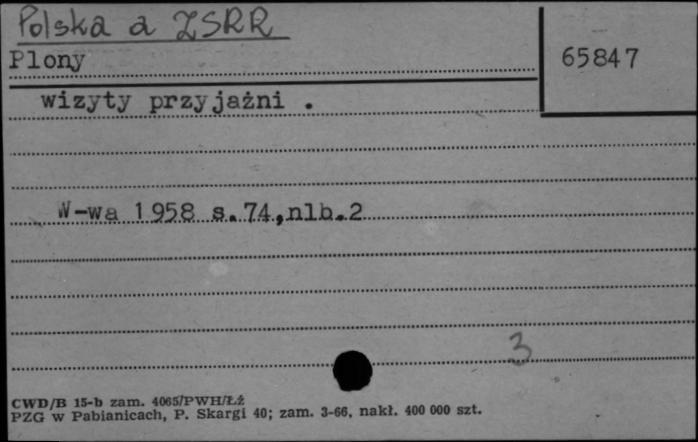 Polska a ZSRR
Plony
65847
wizyty przyjaźni .
W-wa 1958 s.74,nlb.2
3
CWD/B 15-b zam. 4065/PWH/Łź
PZG w Pabianicach, P. Skargi 40; zam. 3-66, nakł. 400 000 szt.